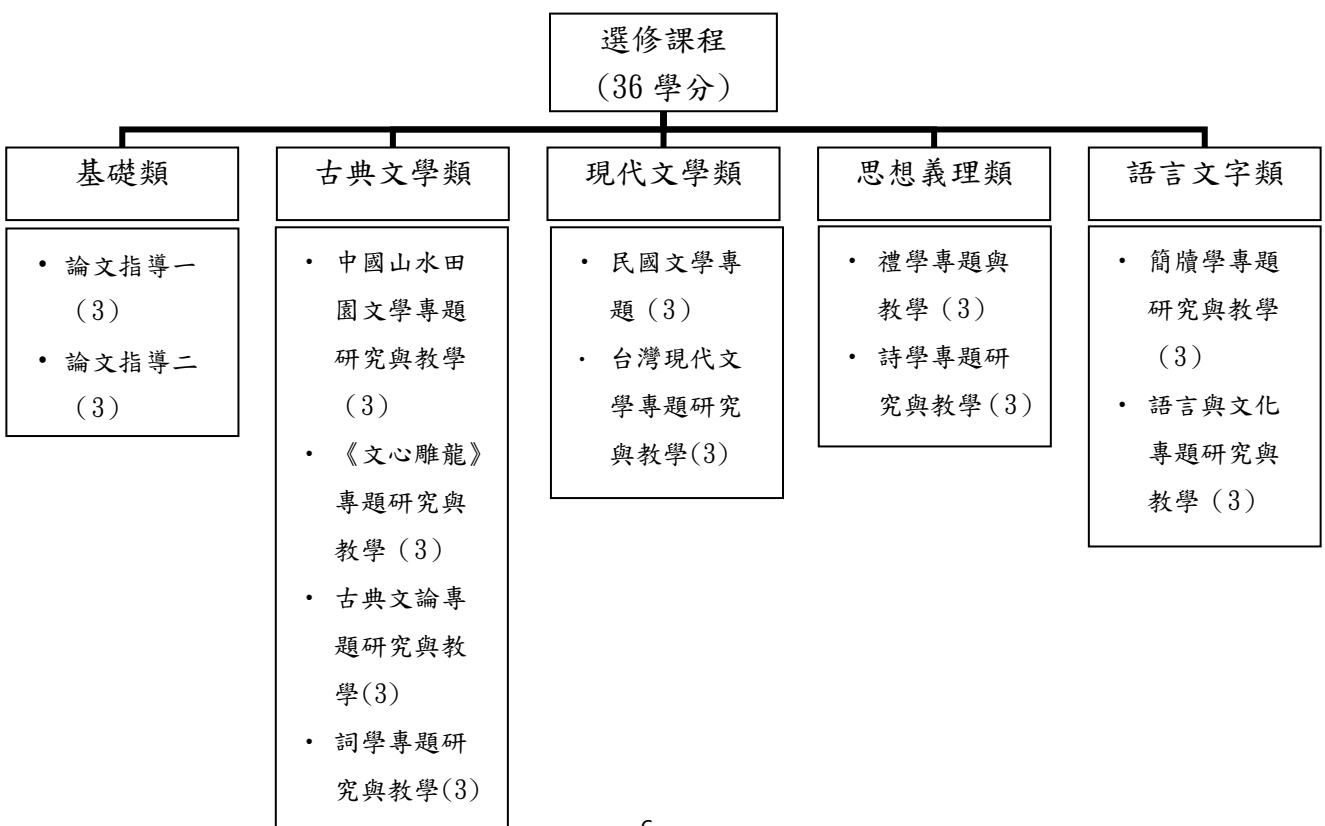 選修課程
(36 學分)
基礎類
• 論文指導一
(3)
• 論文指導二
(3)
古典文學類
• 中國山水田
園文學專題
研究與教學
(3)
• 《文心雕龍》
專題研究與
教學(3)
• 古典文論專
題研究與教
學(3)
• 詞學專題研
究與教學(3)
現代文學類
• 民國文學專
題(3)
• 台灣現代文
學專題研究
與教學(3)
思想義理類
• 禮學專題與
教學(3)
• 詩學專題研
究與教學(3)
語言文字類
• 簡牘學專題
研究與教學
(3)
• 語言與文化
專題研究與
教學(3)